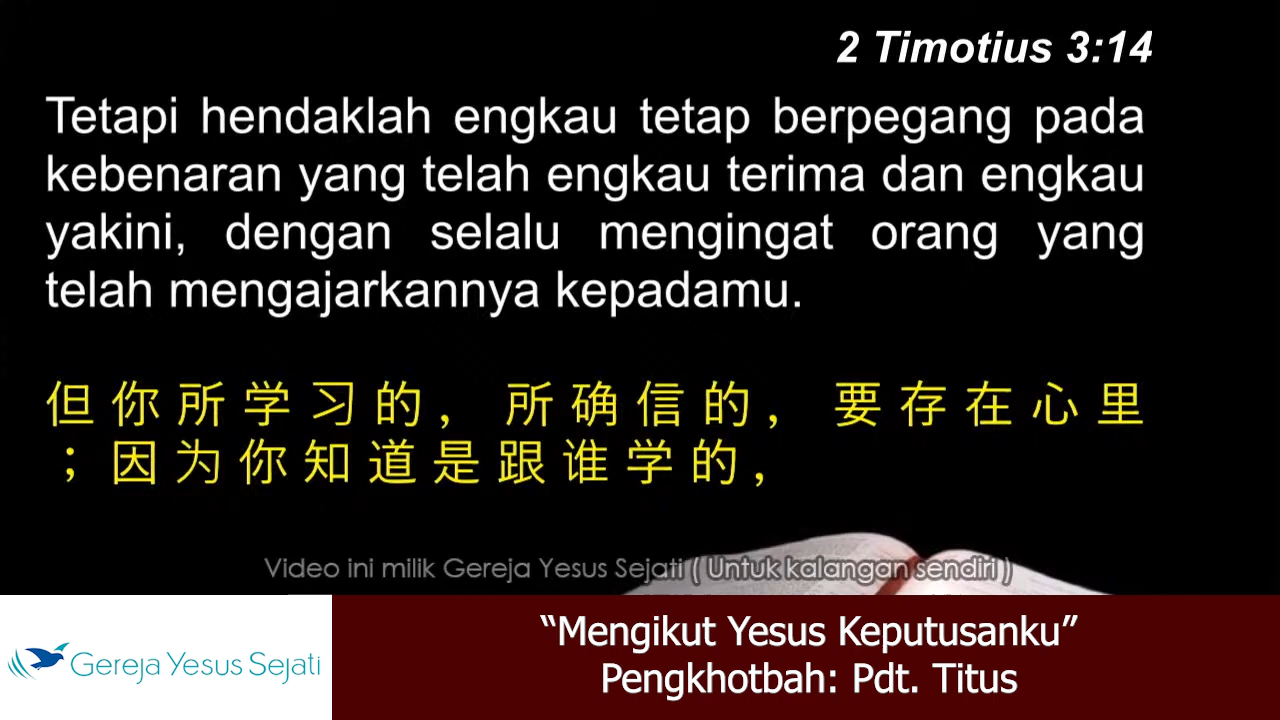 2 Timotius 3:14
Tetapi hendaklah engkau tetap berpegang pada
kebenaran yang telah engkau terima dan engkau
yakini, dengan selalu mengingat orang yang
telah mengajarkannya kepadamu.
但你所学习的，所确信的，要存在心里
；因为你知道是跟谁学的，
Video ini milik Gereja Yesus Sejati ( Untuk kalangan sendiri )
“Mengikut Yesus Keputusanku”
Gereja Yesus Sejati
Pengkhotbah: Pdt. Titus